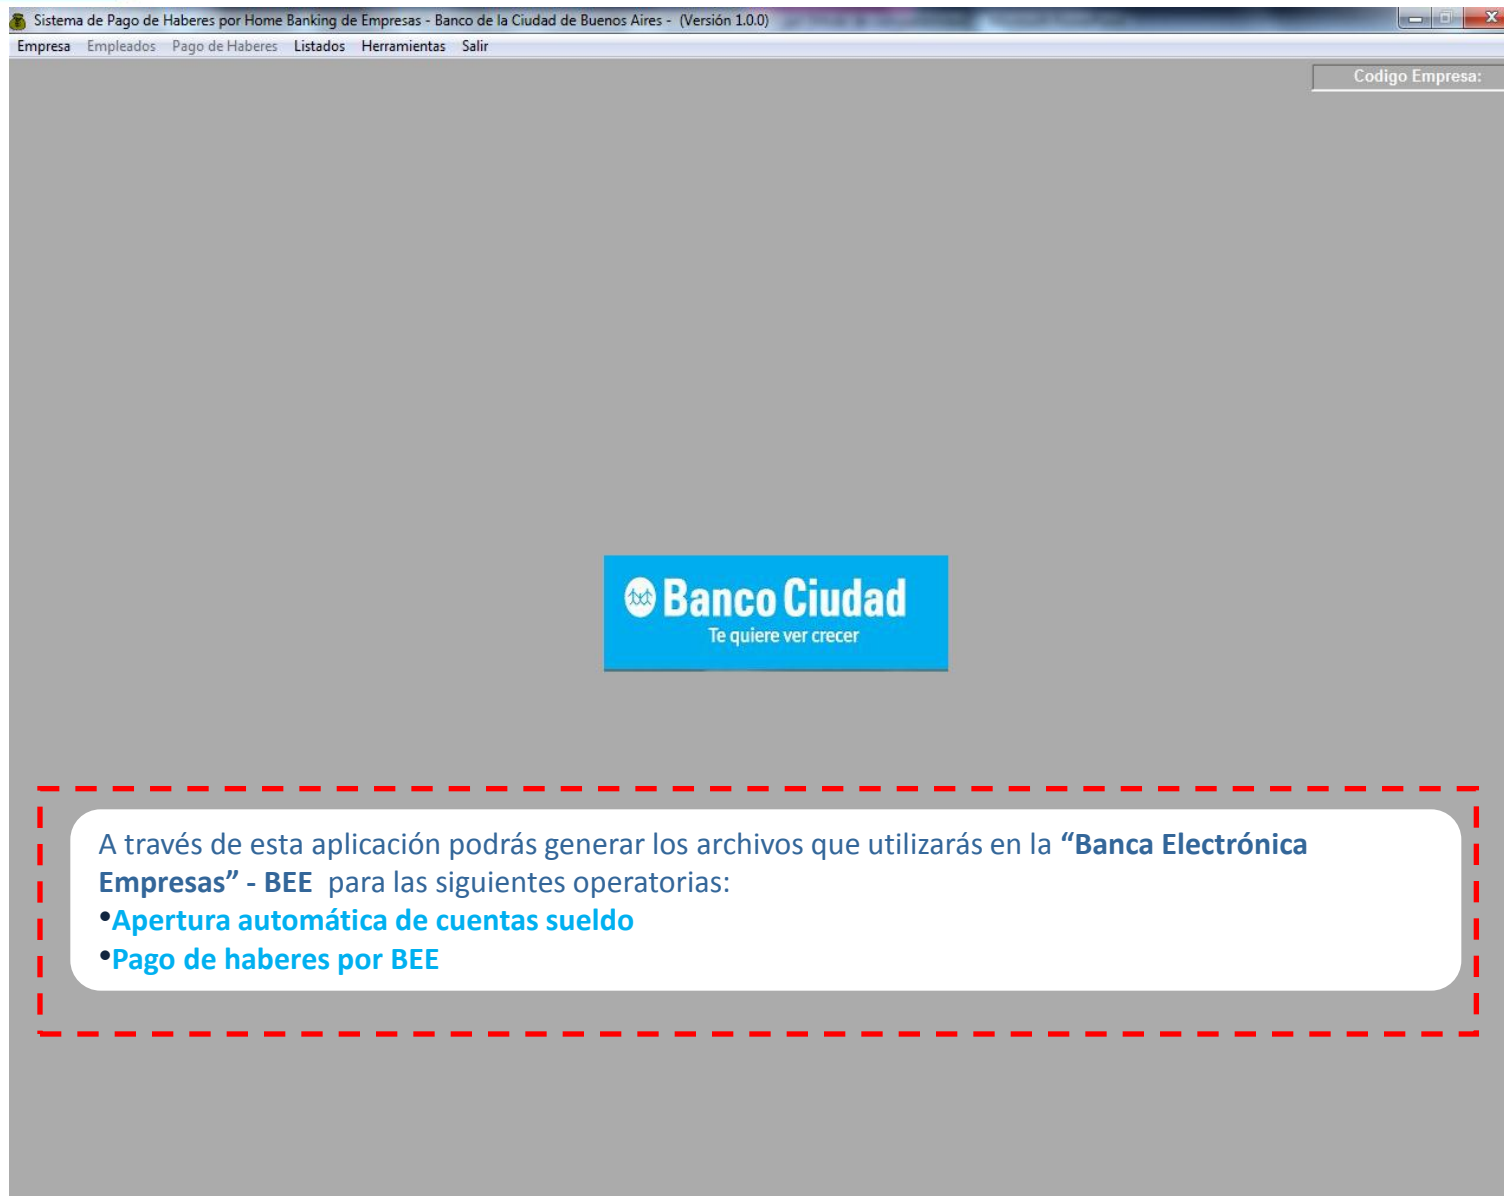 Sistema de Pago de Haberes por Home Banking de Empresas - Banco de la Ciudad de Buenos Aires - (Versión 1.0.0)
Empresa Empleados Pago de Haberes Listados Herramientas Salir
Codigo Empresa:
Banco Ciudad
Te quiere ver crecer
A través de esta aplicación podrás generar los archivos que utilizarás en la “Banca Electrónica
Empresas” - BEE para las siguientes operatorias:
•Apertura automática de cuentas sueldo
•Pago de haberes por BEE